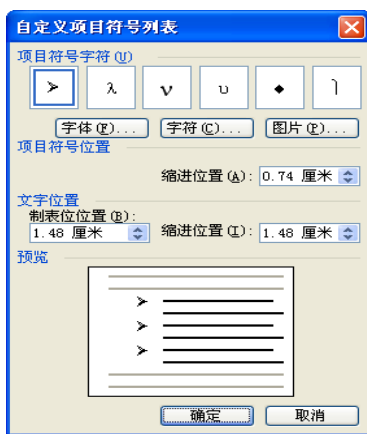 自定义项目符号列表
项目符号字符(U)
➢ λ ν υ ◆ ⎫
字体(F)... 字符(C)... 图片(P)...
项目符号位置
缩进位置(A): 0.74 厘米
文字位置
制表位位置(B):
1.48 厘米 缩进位置(I): 1.48 厘米
预览
确定 取消